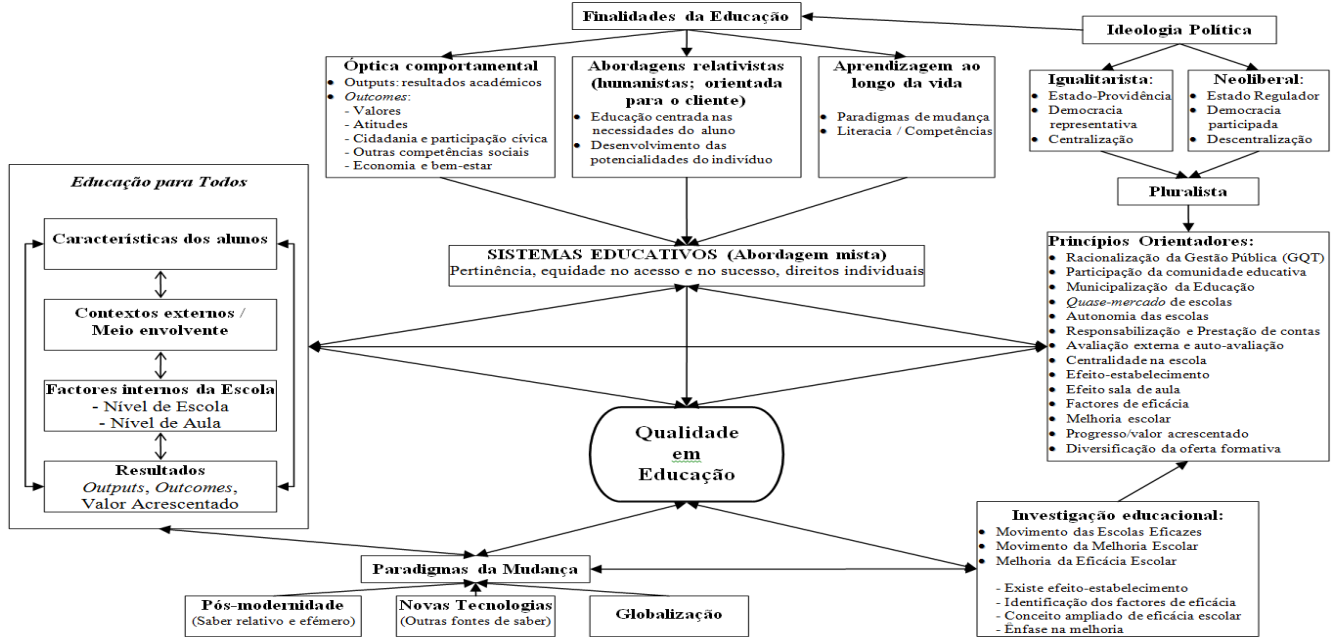 Finalidades da Educação
Ideologia Política
Óptica comportamental
• Outputs: resultados académicos
• Outcomes:
- Valores
- Atitudes
- Cidadania e participação cívica
- Outras competências sociais
- Economia e bem-estar
Abordagens relativistas
(humanistas; orientada
para o cliente)
• Educação centrada nas
necessidades do aluno
• Desenvolvimento das
potencialidades do indivíduo
Aprendizagem ao
longo da vida
• Paradigmas de mudança
• Literacia / Competências
Igualitarista:
• Estado-Providência
• Democracia
representativa
• Centralização
Neoliberal:
• Estado Regulador
• Democracia
participada
• Descentralização
Pluralista
Educação para Todos
Características dos alunos
Contextos externos /
Meio envolvente
Factores internos da Escola
- Nível de Escola
- Nível de Aula
Resultados
Outputs, Outcomes,
Valor Acrescentado
SISTEMAS EDUCATIVOS (Abordagem mista)
Pertinência, equidade no acesso e no sucesso, direitos individuais
Princípios Orientadores:
• Racionalização da Gestão Pública (GQT)
• Participação da comunidade educativa
• Municipalização da Educação
• Quase-mercado de escolas
• Autonomia das escolas
• Responsabilização e Prestação de contas
• Avaliação externa e auto-avaliação
• Centralidade na escola
• Efeito-estabelecimento
• Efeito sala de aula
• Factores de eficácia
• Melhoria escolar
• Progresso/valor acrescentado
• Diversificação da oferta formativa
Qualidade
em
Educação
Investigação educacional:
• Movimento das Escolas Eficazes
• Movimento da Melhoria Escolar
• Melhoria da Eficácia Escolar
- Existe efeito-estabelecimento
- Identificação dos factores de eficácia
- Conceito ampliado de eficácia escolar
- Ênfase na melhoria
Paradigmas da Mudança
Pós-modernidade
(Saber relativo e efémero)
Novas Tecnologias
(Outras fontes de saber)
Globalização